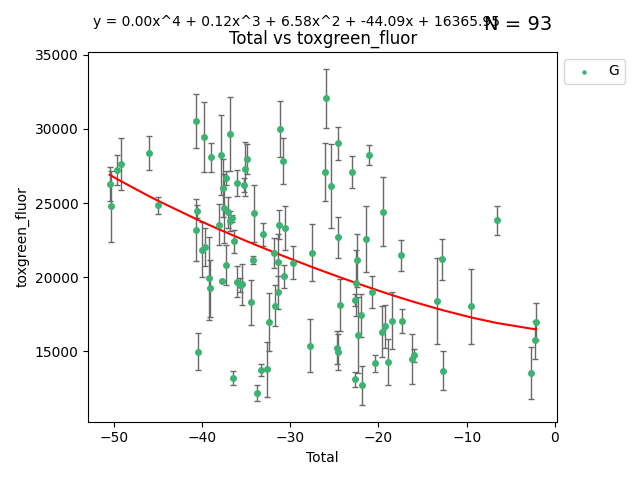 y = 0.00x^4 + 0.12x^3 + 6.58x^2 + -44.09x + 16365.95
N = 93
Total vs toxgreen_fluor
35000
30000
25000
20000
15000
toxgreen_fluor
G
−50
−40
−30
−20
−10
0
Total